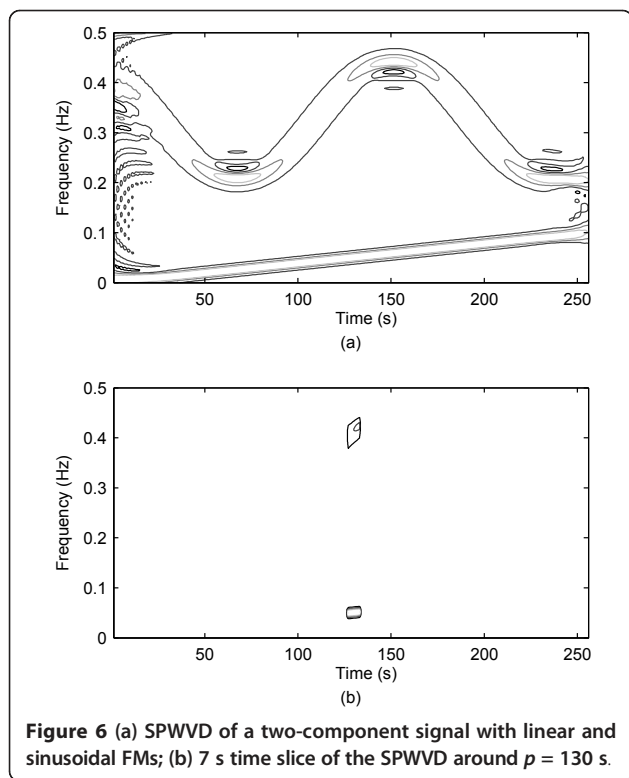 0.5
0.4
0.3
0.2
0.1
0
Frequency (Hz)
50
100
150
200
250
Time (s)
(a)
0.5
0.4
0.3
0.2
0.1
0
Frequency (Hz)
50
100
150
200
250
Time (s)
(b)
Figure 6 (a) SPWVD of a two-component signal with linear and
sinusoidal FMs; (b) 7 s time slice of the SPWVD around p = 130 s.